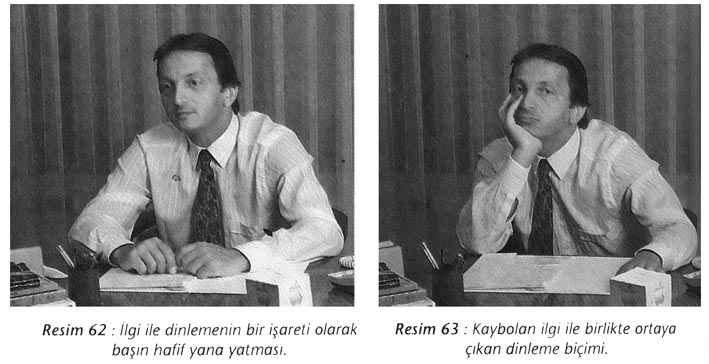 Resim 62 : İlgi ile dinlemenin bir işareti olarak
başın hafif yana yatması.
Resim 63 : Kaybolan ilgi ile birlikte ortaya
çıkan dinleme biçimi.